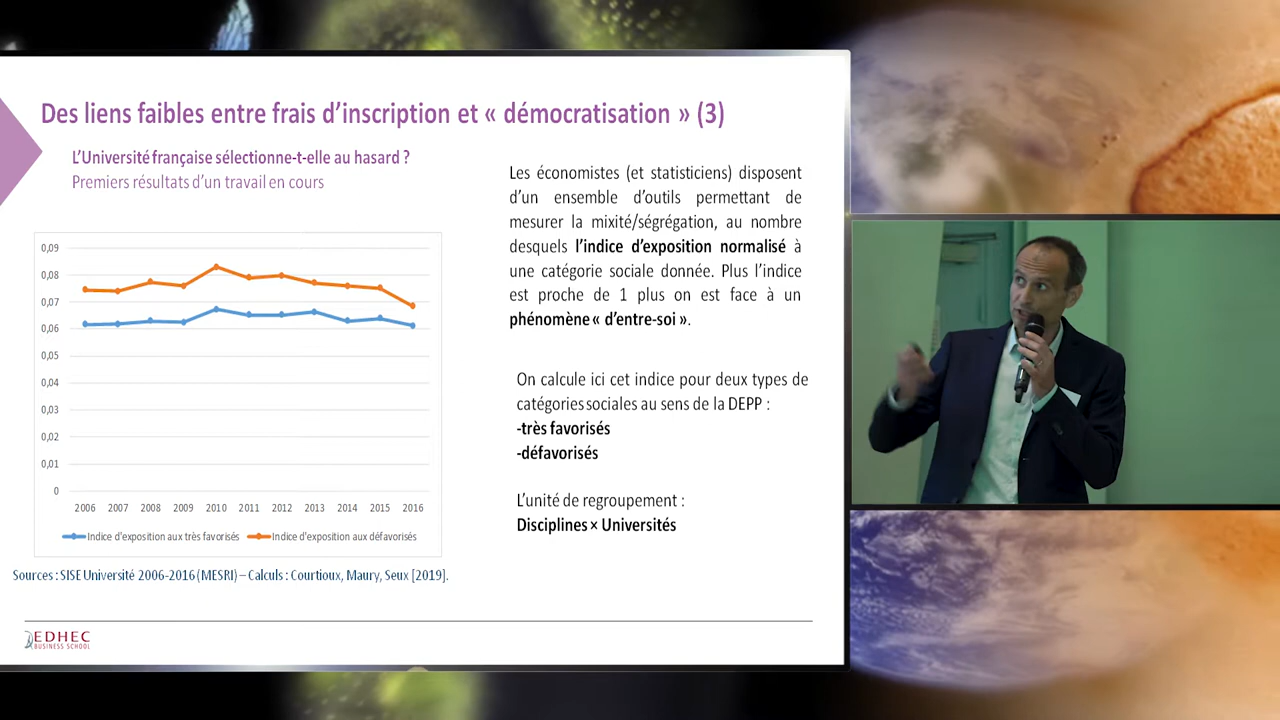 Des liens faibles entre frais d'inscription et « démocratisation » (3)
L'Université française sélectionne-t-elle au hasard ?
Premiers résultats d'un travail en cours
0,09
0,08
0,07
0,06
0,05
0,04
0,03
0,02
0,01
0
2006 2007 2008 2009 2010 2011 2012 2013 2014 2015 2016
Indice d'exposition aux très favorisés Indice d'exposition aux défavorisés
Sources : SISE Université 2006-2016 (MESRI) – Calculs : Courtioux, Maury, Seux [2019].
Les économistes (et statisticiens) disposent
d'un ensemble d'outils permettant de
mesurer la mixité/ségrégation, au nombre
desquels l'indice d'exposition normalisé à
une catégorie sociale donnée. Plus l'indice
est proche de 1 plus on est face à un
phénomène « d'entre-soi ».
On calcule ici cet indice pour deux types de
catégories sociales au sens de la DEPP :
-très favorisés
-défavorisés
L'unité de regroupement :
Disciplines × Universités
EDHEC
BUSINESS SCHOOL